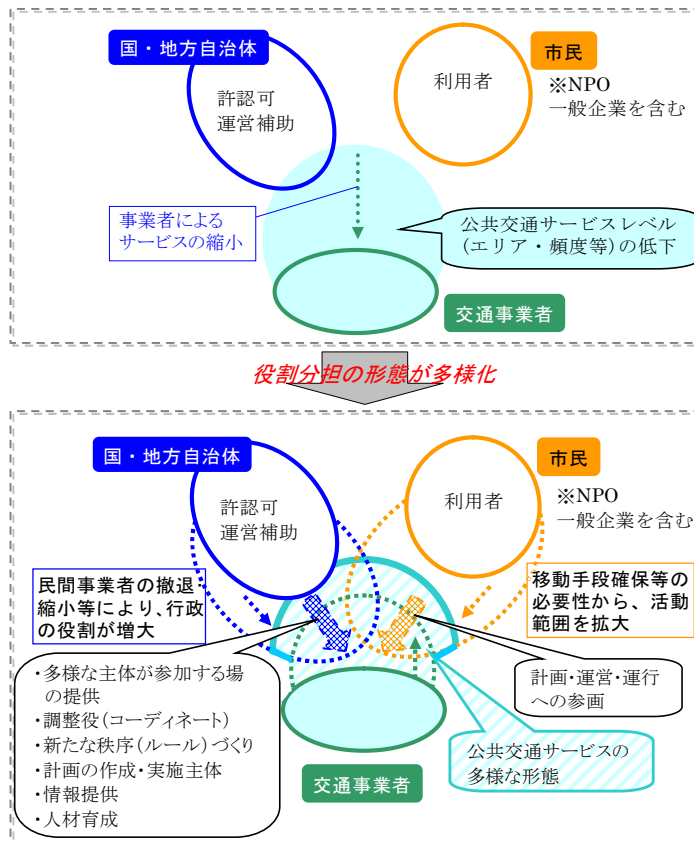 国・地方自治体
許認可
運営補助
利用者
市民
※NPO
一般企業を含む
事業者による
サービスの縮小
公共交通サービスレベル
(エリア・頻度等)の低下
交通事業者
役割分担の形態が多様化
国・地方自治体
許認可
運営補助
利用者
市民
※NPO
一般企業を含む
民間事業者の撤退
縮小等により、行政
の役割が増大
移動手段確保等の
必要性から、活動
範囲を拡大
・多様な主体が参加する場
の提供
・調整役(コーディネート)
・新たな秩序(ルール)づくり
・計画の作成・実施主体
・情報提供
・人材育成
計画・運営・運行
への参画
公共交通サービスの
多様な形態
交通事業者